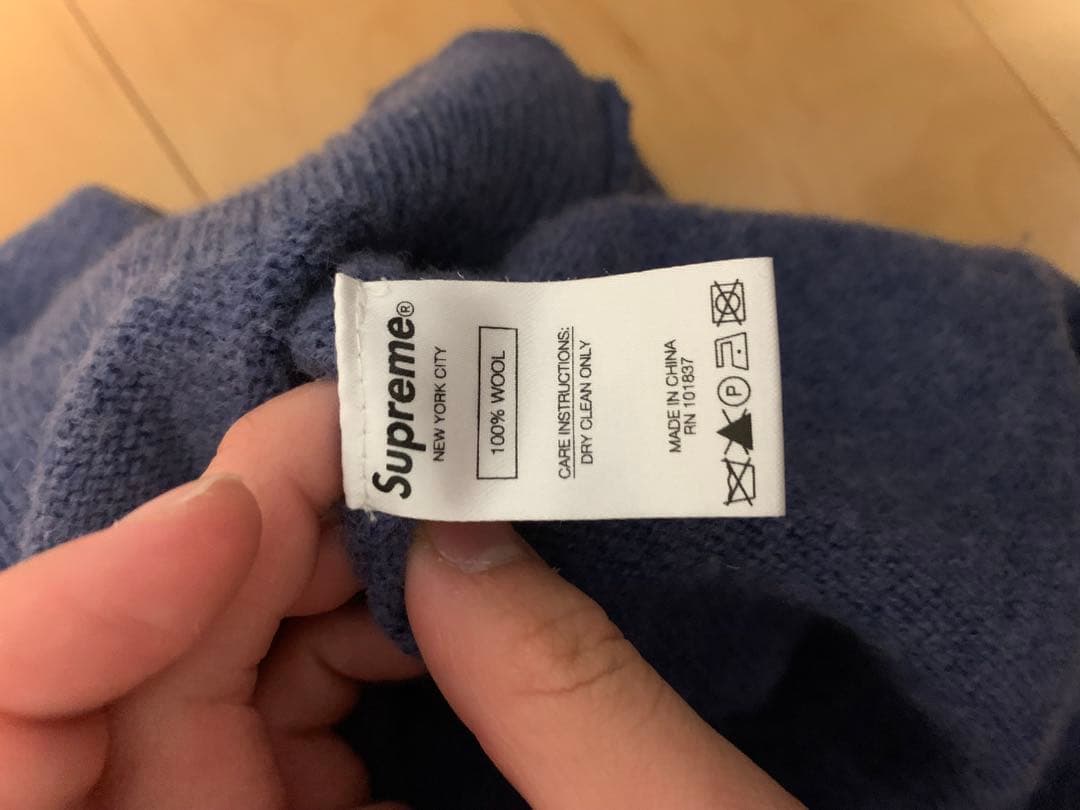 Supreme®
NEW YORK CITY
100% WOOL
CARE INSTRUCTIONS:
DRY CLEAN ONLY
MADE IN CHINA
RN 101837
P